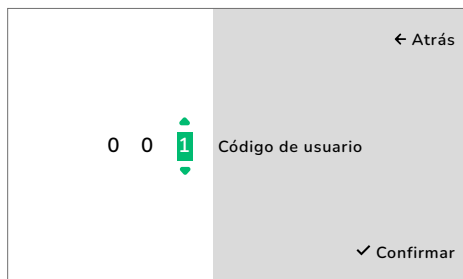 ← Atrás
0 0 1 Código de usuario
✓ Confirmar